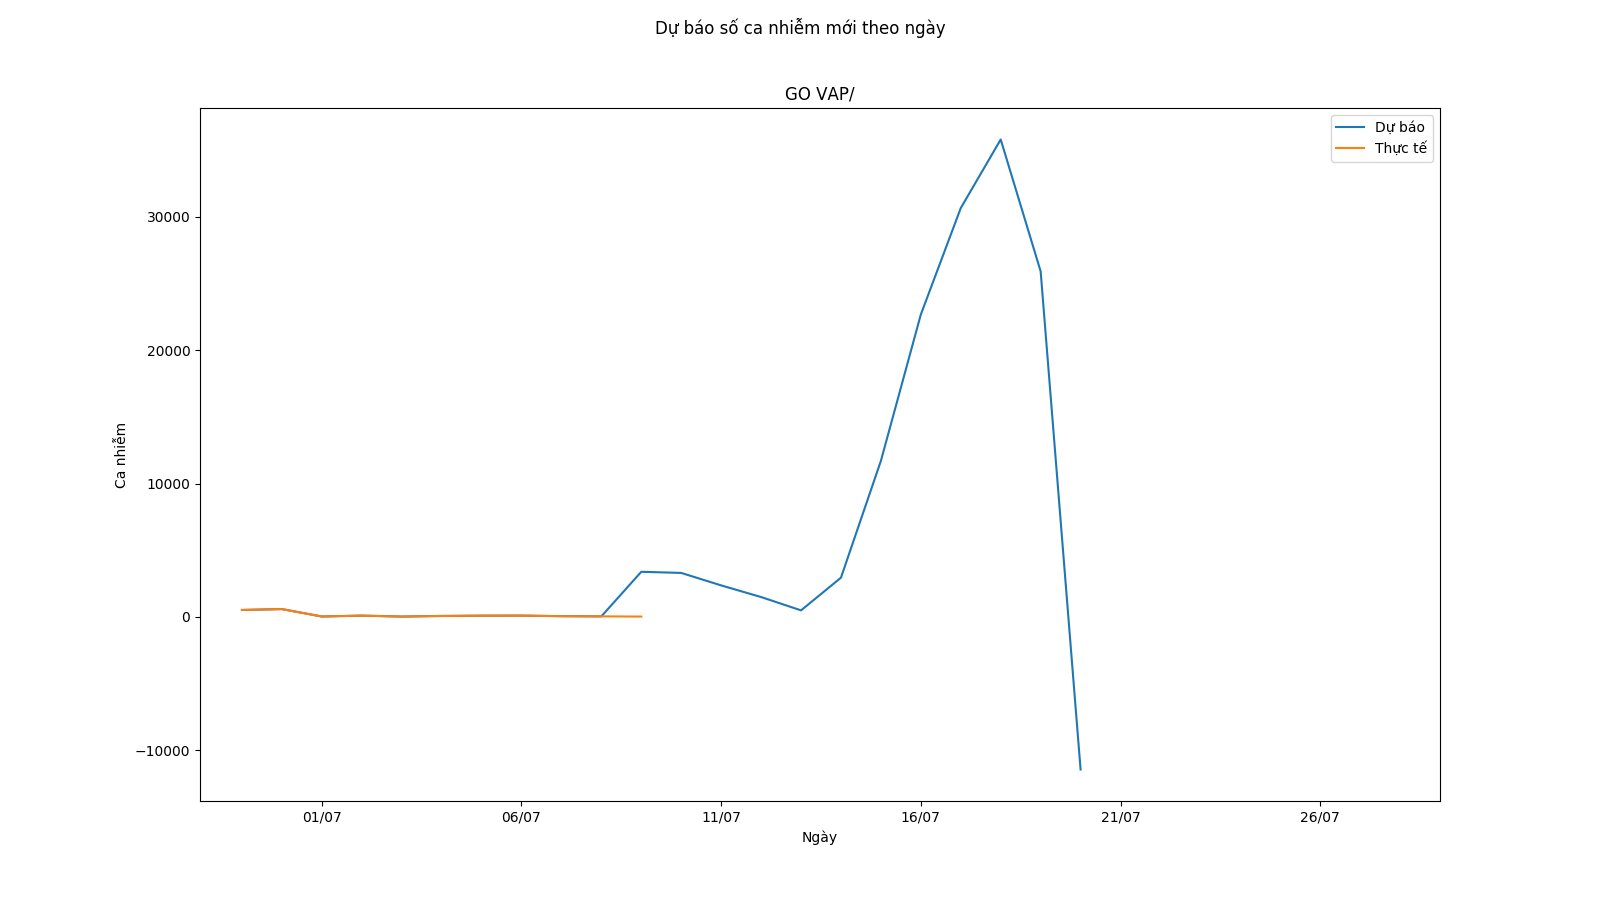 Dự báo số ca nhiễm mới theo ngày
GO VAP/
Dự báo
Thực tế
Ca nhiễm
30000
20000
10000
0
−10000
01/07
06/07
11/07
16/07
21/07
26/07
Ngày